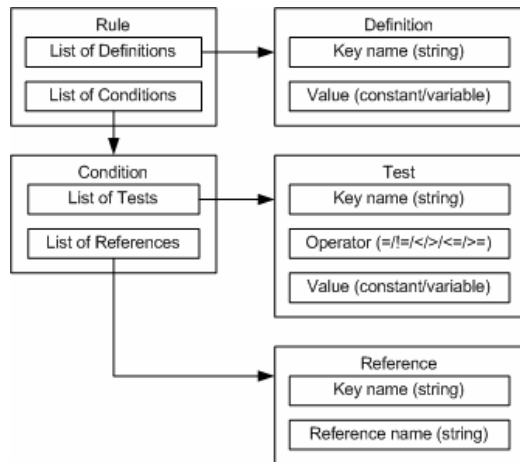 Rule
List of Definitions
List of Conditions
Definition
Key name (string)
Value (constant/variable)
Condition
List of Tests
List of References
Test
Key name (string)
Operator (=/!=/</>/<=/>=)
Value (constant/variable)
Reference
Key name (string)
Reference name (string)